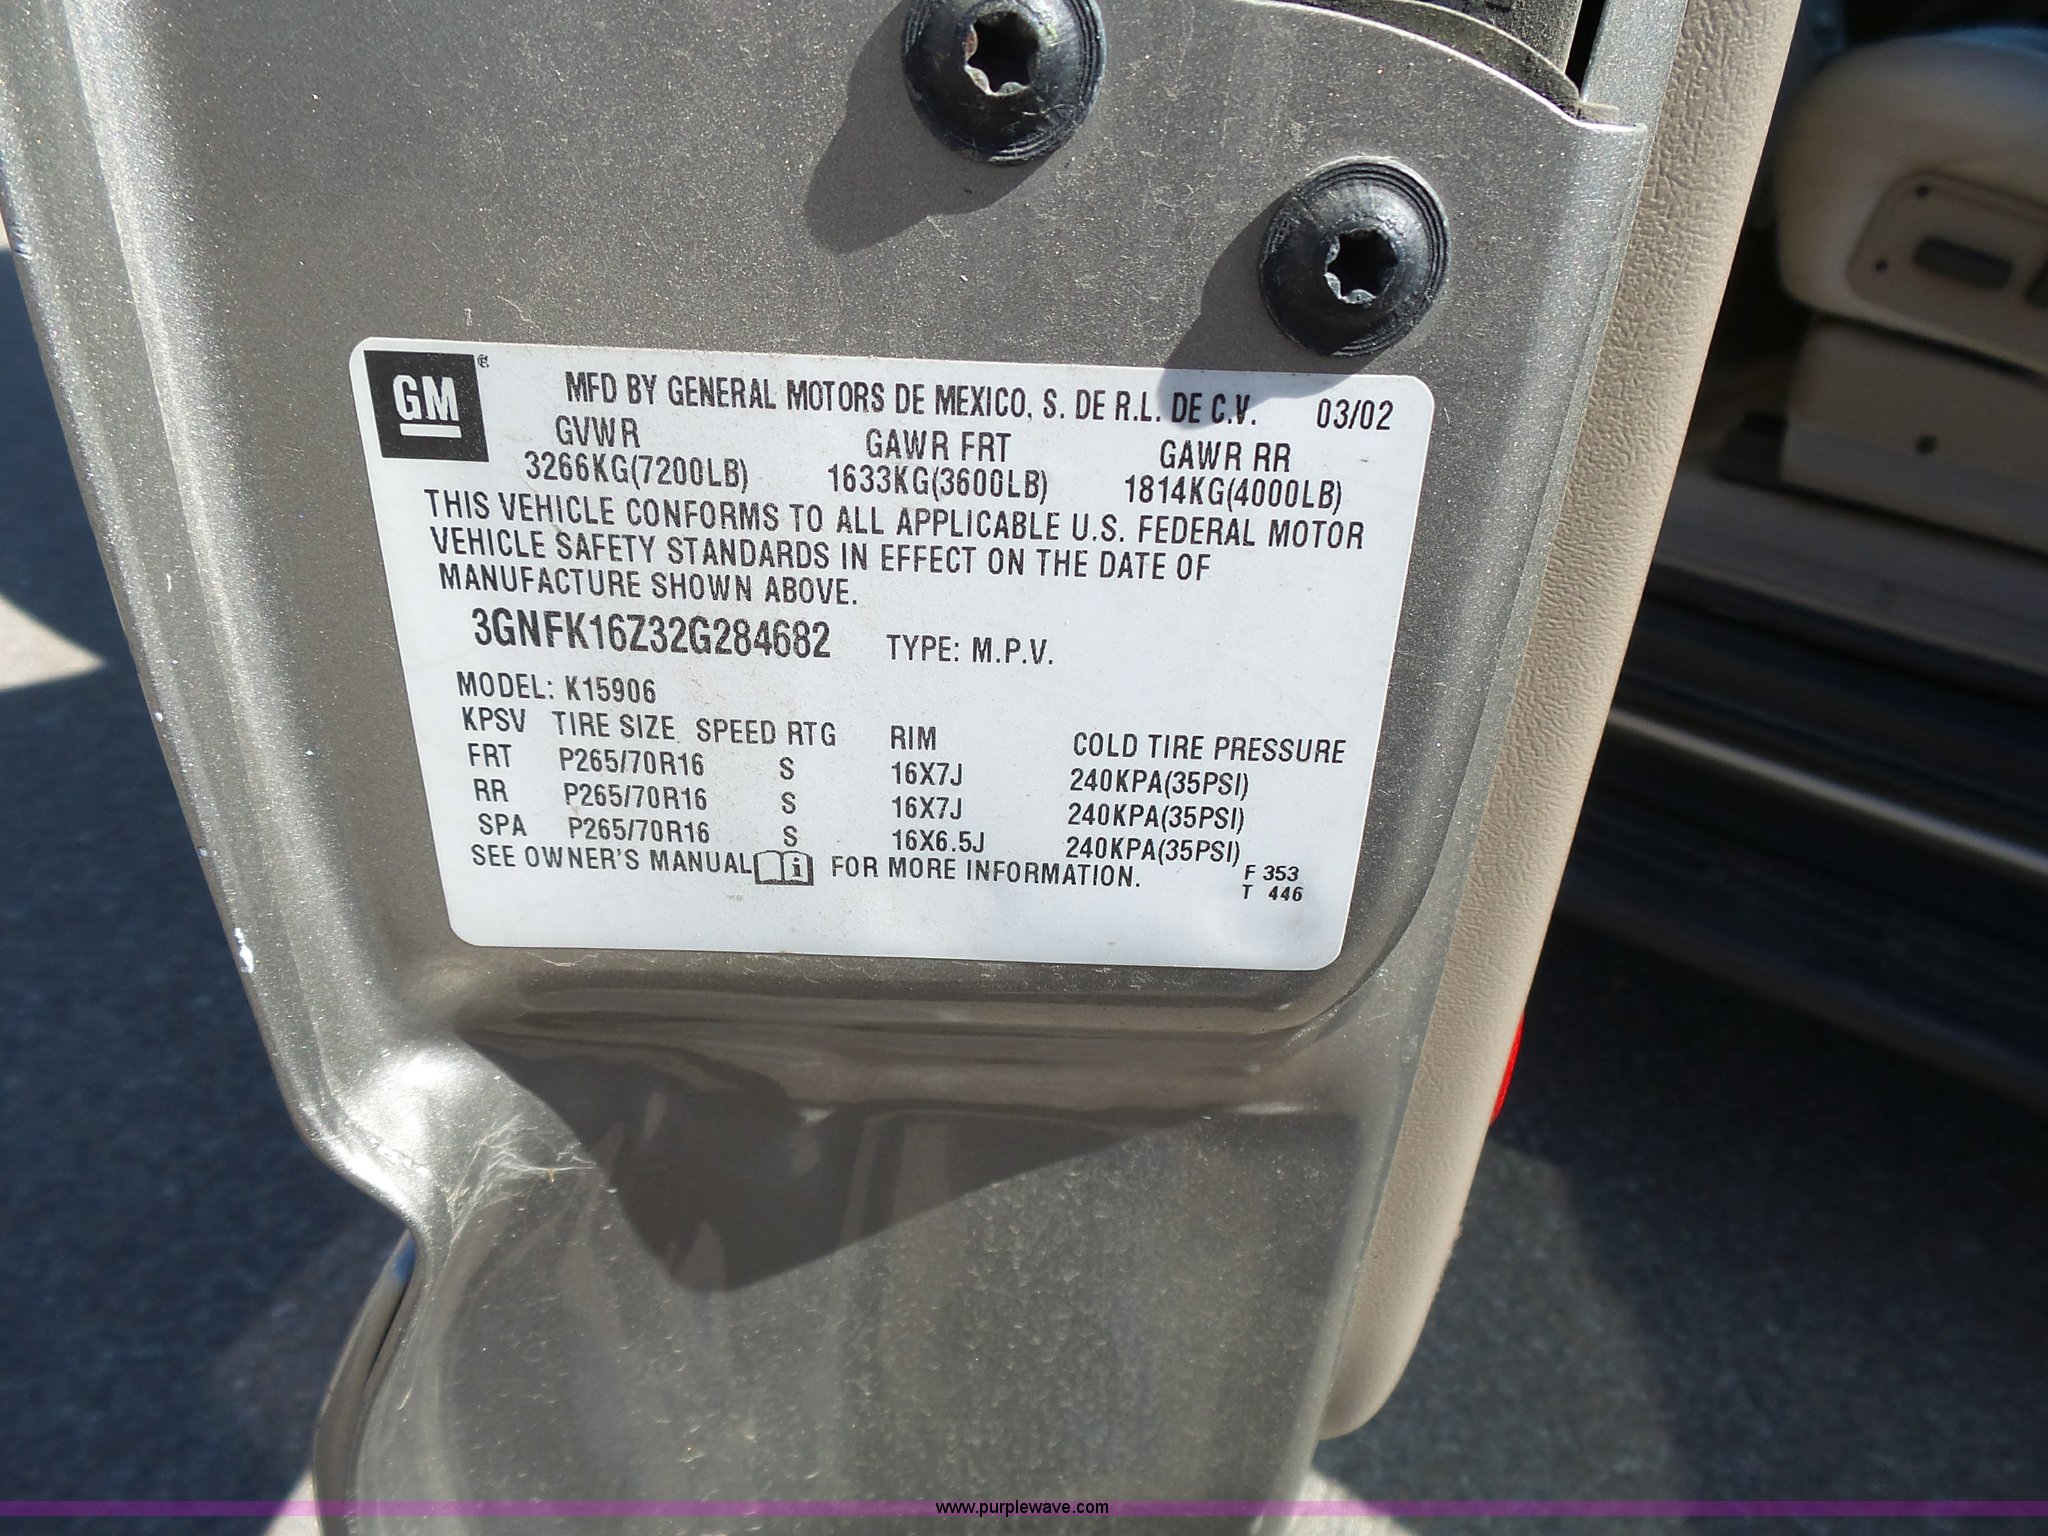 GM
MFD BY GENERAL MOTORS DE MEXICO, S. DE R.L. DE C.V. 03/02
GVWR GAWR FRT GAWR RR
3266KG(7200LB) 1633KG(3600LB) 1814KG(4000LB)
THIS VEHICLE CONFORMS TO ALL APPLICABLE U.S. FEDERAL MOTOR
VEHICLE SAFETY STANDARDS IN EFFECT ON THE DATE OF
MANUFACTURE SHOWN ABOVE.
3GNFK16Z32G284682 TYPE: M.P.V.
MODEL: K15906
KPSV TIRE SIZE SPEED RTG RIM COLD TIRE PRESSURE
FRT P265/70R16 S 16X7J 240KPA(35PSI)
RR P265/70R16 S 16X7J 240KPA(35PSI)
SPA P265/70R16 S 16X6.5J 240KPA(35PSI)
SEE OWNER'S MANUAL i FOR MORE INFORMATION.
F 353
T 446
www.purplewave.com